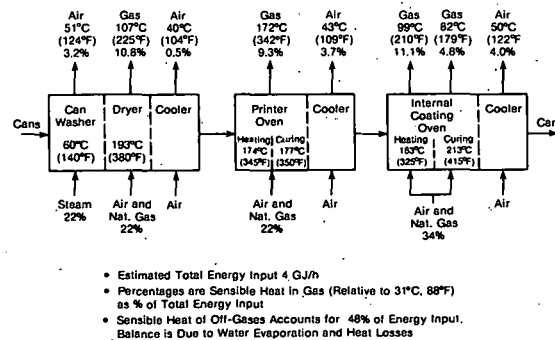 Air Gas Air Gas Air Gas Gas Air
51°C 107°C 40°C 172°C 43°C 99°C 82°C 50°C
(124°F) (225°F) (104°F) (342°F) (109°F) (210°F) (179°F) (122°F
3.2% 10.8% 0.5% 9.3% 3.7% 11.1% 4.8% 4.0%
Cans
Can
Washer
60°C
(140°F)
Dryer
193°C
(380°F)
Cooler
Printer
Oven
Heating
174°C
(345°F)
Curing
177°C
(350°F)
Cooler
Internal
Coating
Oven
Heating
183°C
(325°F)
Curing
213°C
(415°F)
Cooler
Can
Steam
22%
Air and
Nat. Gas
22%
Air
Air and
Nat. Gas
22%
Air
Air and
Nat. Gas
34%
Air
• Estimated Total Energy Input 4 GJ/h
• Percentages are Sensible Heat in Gas (Relative to 31°C, 88°F)
as % of Total Energy Input
• Sensible Heat of Off-Gases Accounts for 48% of Energy Input.
Balance is Due to Water Evaporation and Heat Losses